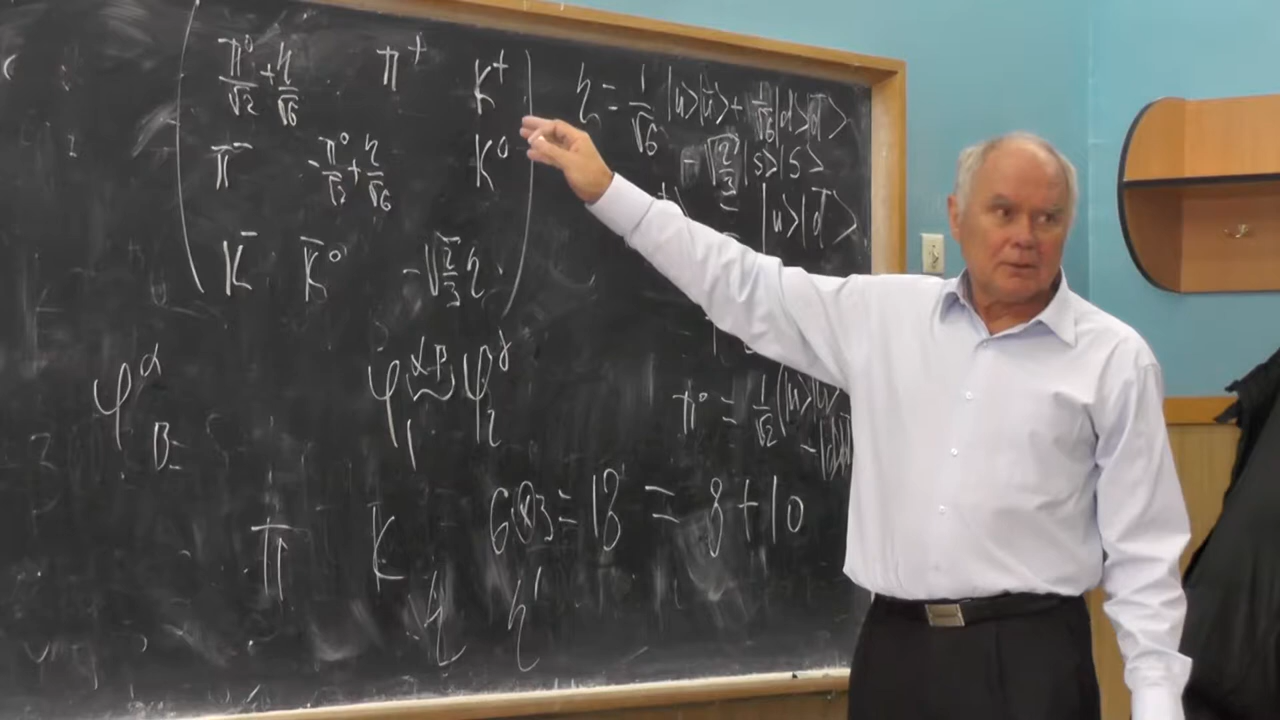 π⁰/√2 + η/√6   π⁺   K⁺
π⁻   -π⁰/√2 + η/√6   K⁰
K⁻   K̄⁰   -√(2/3) η
η = 1/√6 |u>|ū> + 1/√6 |d>|d̄>
- √(2/3) |s>|s>
|u>|d̄>
φ^α_β   φ₁^αβ φ₂^γ
π⁰ = 1/√2 (|u>|ū>
- |d>|d̄>
6⊗3 = 18 = 8+10
π   K
η   η'